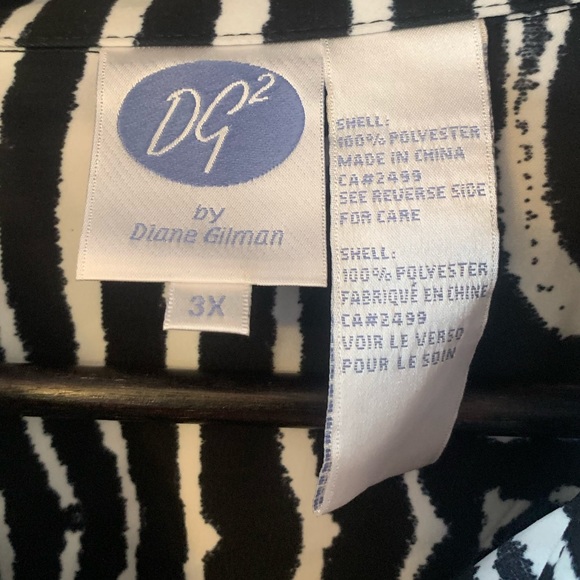 DG2
by
Diane Gilman
3X
SHELL:
100% POLYESTER
MADE IN CHINA
CA#2499
SEE REVERSE SIDE
FOR CARE
SHELL:
100% POLYESTER
FABRIQUÉ EN CHINE
CA#2499
VOIR LE VERSO
POUR LE SOIN